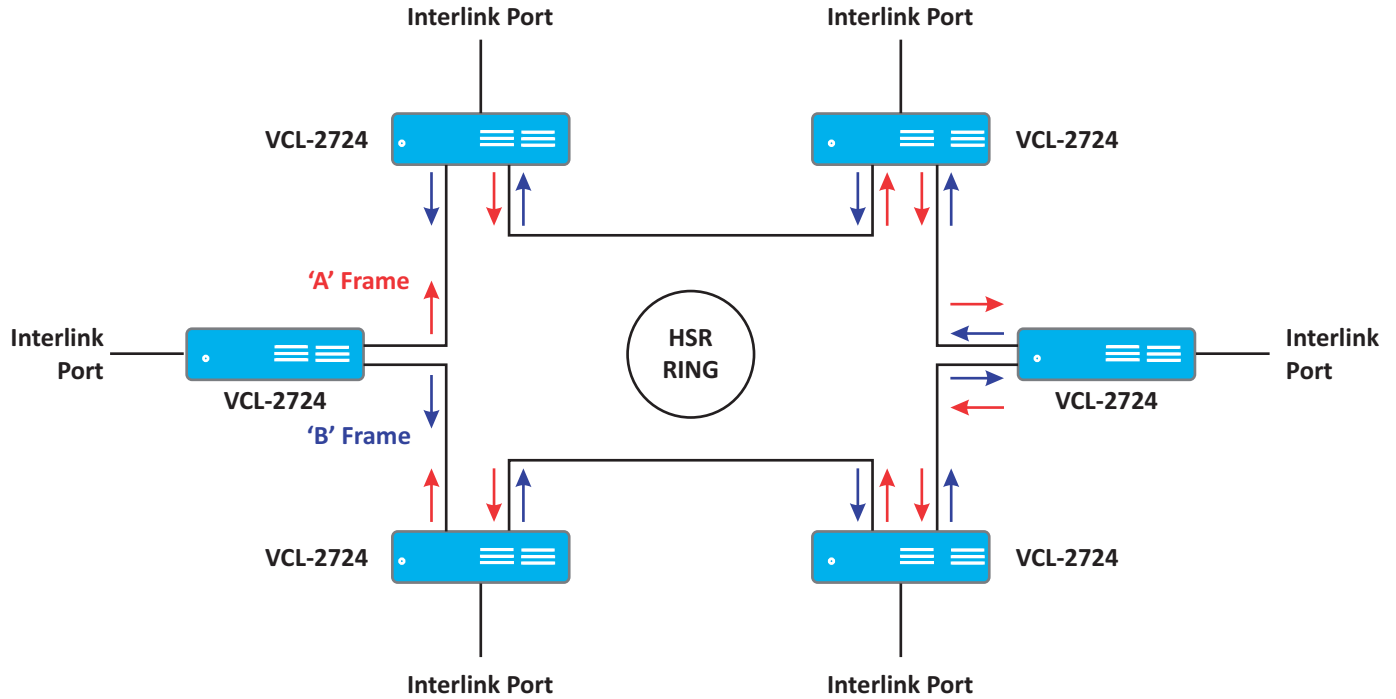 Interlink Port
Interlink Port
VCL-2724
VCL-2724
‘A’ Frame
Interlink
Port
HSR
RING
Interlink
Port
VCL-2724
VCL-2724
‘B’ Frame
VCL-2724
VCL-2724
Interlink Port
Interlink Port